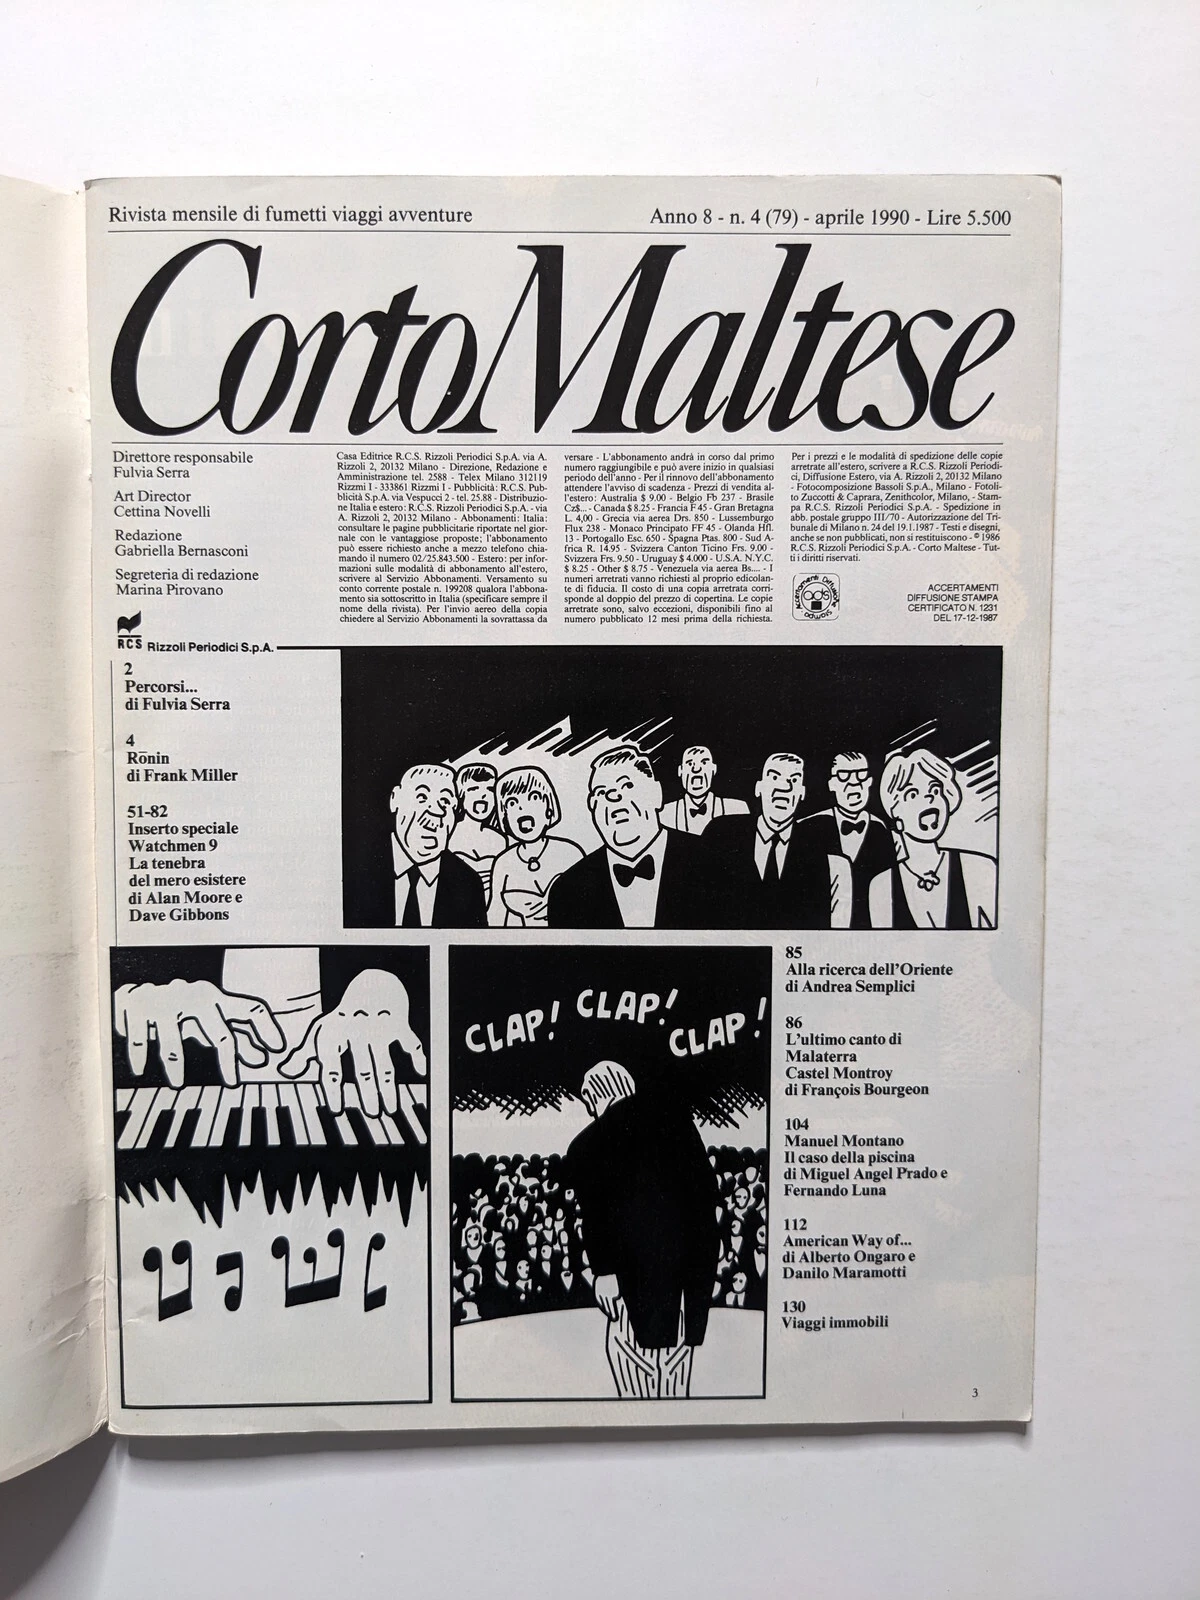 Rivista mensile di fumetti viaggi avventure
Anno 8 - n. 4 (79) - aprile 1990 - Lire 5.500
Corto Maltese
Direttore responsabile
Fulvia Serra
Art Director
Cettina Novelli
Redazione
Gabriella Bernasconi
Segreteria di redazione
Marina Pirovano
RCS Rizzoli Periodici S.p.A.
Casa Editrice R.C.S. Rizzoli Periodici S.p.A. via A.
Rizzoli 2, 20132 Milano - Direzione, Redazione e
Amministrazione tel. 2588 - Telex Milano 312119
Rizzmi I - 333861 Rizzmi I - Pubblicità: R.C.S. Pub-
blicità S.p.A. via Vespucci 2 - tel. 25.88 - Distribuzio-
ne Italia e estero: R.C.S. Rizzoli Periodici S.p.A. - via
A. Rizzoli 2, 20132 Milano - Abbonamenti: Italia:
consultare le pagine pubblicitarie riportate nel gior-
nale con le vantaggiose proposte; l'abbonamento
può essere richiesto anche a mezzo telefono chia-
mando il numero 02/25.843.500 - Estero: per infor-
mazioni sulle modalità di abbonamento all'estero,
scrivere al Servizio Abbonamenti. Versamento su
conto corrente postale n. 199208 qualora l'abbona-
mento sia sottoscritto in Italia (specificare sempre il
nome della rivista). Per l'invio aereo della copia
chiedere al Servizio Abbonamenti la sovrattassa da
versare - L'abbonamento andrà in corso dal primo
numero raggiungibile e può avere inizio in qualsiasi
periodo dell'anno - Per il rinnovo dell'abbonamento
attendere l'avviso di scadenza - Prezzi di vendita al-
l'estero: Australia $ 9.00 - Belgio Fb 237 - Brasile
Cz$... - Canada $ 8.25 - Francia F 45 - Gran Bretagna
L. 4,00 - Grecia via aerea Drs. 850 - Lussemburgo
Flux 238 - Monaco Principato FF 45 - Olanda Hfl.
13 - Portogallo Esc. 650 - Spagna Ptas. 800 - Sud A-
frica R. 14.95 - Svizzera Canton Ticino Frs. 9.00 -
Svizzera Frs. 9.50 - Uruguay $ 4.000 - U.S.A. N.Y.C.
$ 8.25 - Other $ 8.75 - Venezuela via aerea Bs.... - I
numeri arretrati vanno richiesti al proprio edicolan-
te di fiducia. Il costo di una copia arretrata corri-
sponde al doppio del prezzo di copertina. Le copie
arretrate sono, salvo eccezioni, disponibili fino al
numero pubblicato 12 mesi prima della richiesta.
Per i prezzi e le modalità di spedizione delle copie
arretrate all'estero, scrivere a R.C.S. Rizzoli Periodi-
ci, Diffusione Estero, via A. Rizzoli 2, 20132 Milano
- Fotocomposizione Bassoli S.p.A., Milano - Fotoli-
to Zuccotti & Caprara, Zenithcolor, Milano, - Stam-
pa R.C.S. Rizzoli Periodici S.p.A. - Spedizione in
abb. postale gruppo III/70 - Autorizzazione del Tri-
bunale di Milano n. 24 del 19.1.1987 - Testi e disegni,
anche se non pubblicati, non si restituiscono - © 1986
R.C.S. Rizzoli Periodici S.p.A. - Corto Maltese - Tut-
ti i diritti riservati.
Accertamenti Diffusione Stampa
ads
ACCERTAMENTI
DIFFUSIONE STAMPA
CERTIFICATO N. 1231
DEL 17-12-1987
2
Percorsi...
di Fulvia Serra
4
Rōnin
di Frank Miller
51-82
Inserto speciale
Watchmen 9
La tenebra
del mero esistere
di Alan Moore e
Dave Gibbons
CLAP! CLAP! CLAP!
85
Alla ricerca dell'Oriente
di Andrea Semplici
86
L'ultimo canto di
Malaterra
Castel Montroy
di François Bourgeon
104
Manuel Montano
Il caso della piscina
di Miguel Angel Prado e
Fernando Luna
112
American Way of...
di Alberto Ongaro e
Danilo Maramotti
130
Viaggi immobili
3